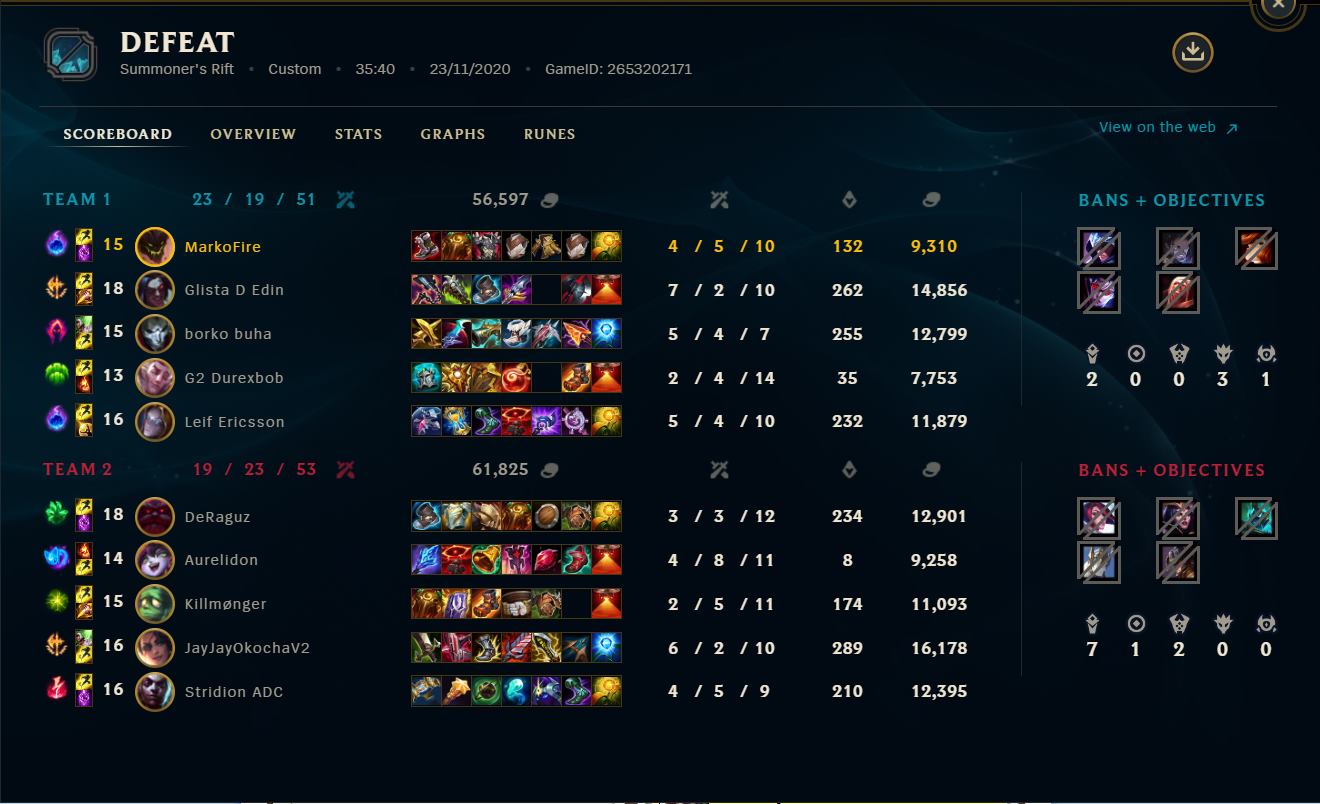 DEFEAT
Summoner's Rift • Custom • 35:40 • 23/11/2020 • GameID: 2653202171
SCOREBOARD OVERVIEW STATS GRAPHS RUNES
View on the web
TEAM 1 23 / 19 / 51 56,597 BANS + OBJECTIVES
15 MarkoFire 4 / 5 / 10 132 9,310
18 Glista D Edin 7 / 2 / 10 262 14,856
15 borko buha 5 / 4 / 7 255 12,799
13 G2 Durexbob 2 / 4 / 14 35 7,753
2 0 0 3 1
16 Leif Ericsson 5 / 4 / 10 232 11,879
TEAM 2 19 / 23 / 53 61,825 BANS + OBJECTIVES
18 DeRaguz 3 / 3 / 12 234 12,901
14 Aurelidon 4 / 8 / 11 8 9,258
15 Killmønger 2 / 5 / 11 174 11,093
16 JayJayOkochaV2 6 / 2 / 10 289 16,178
7 1 2 0 0
16 Stridion ADC 4 / 5 / 9 210 12,395